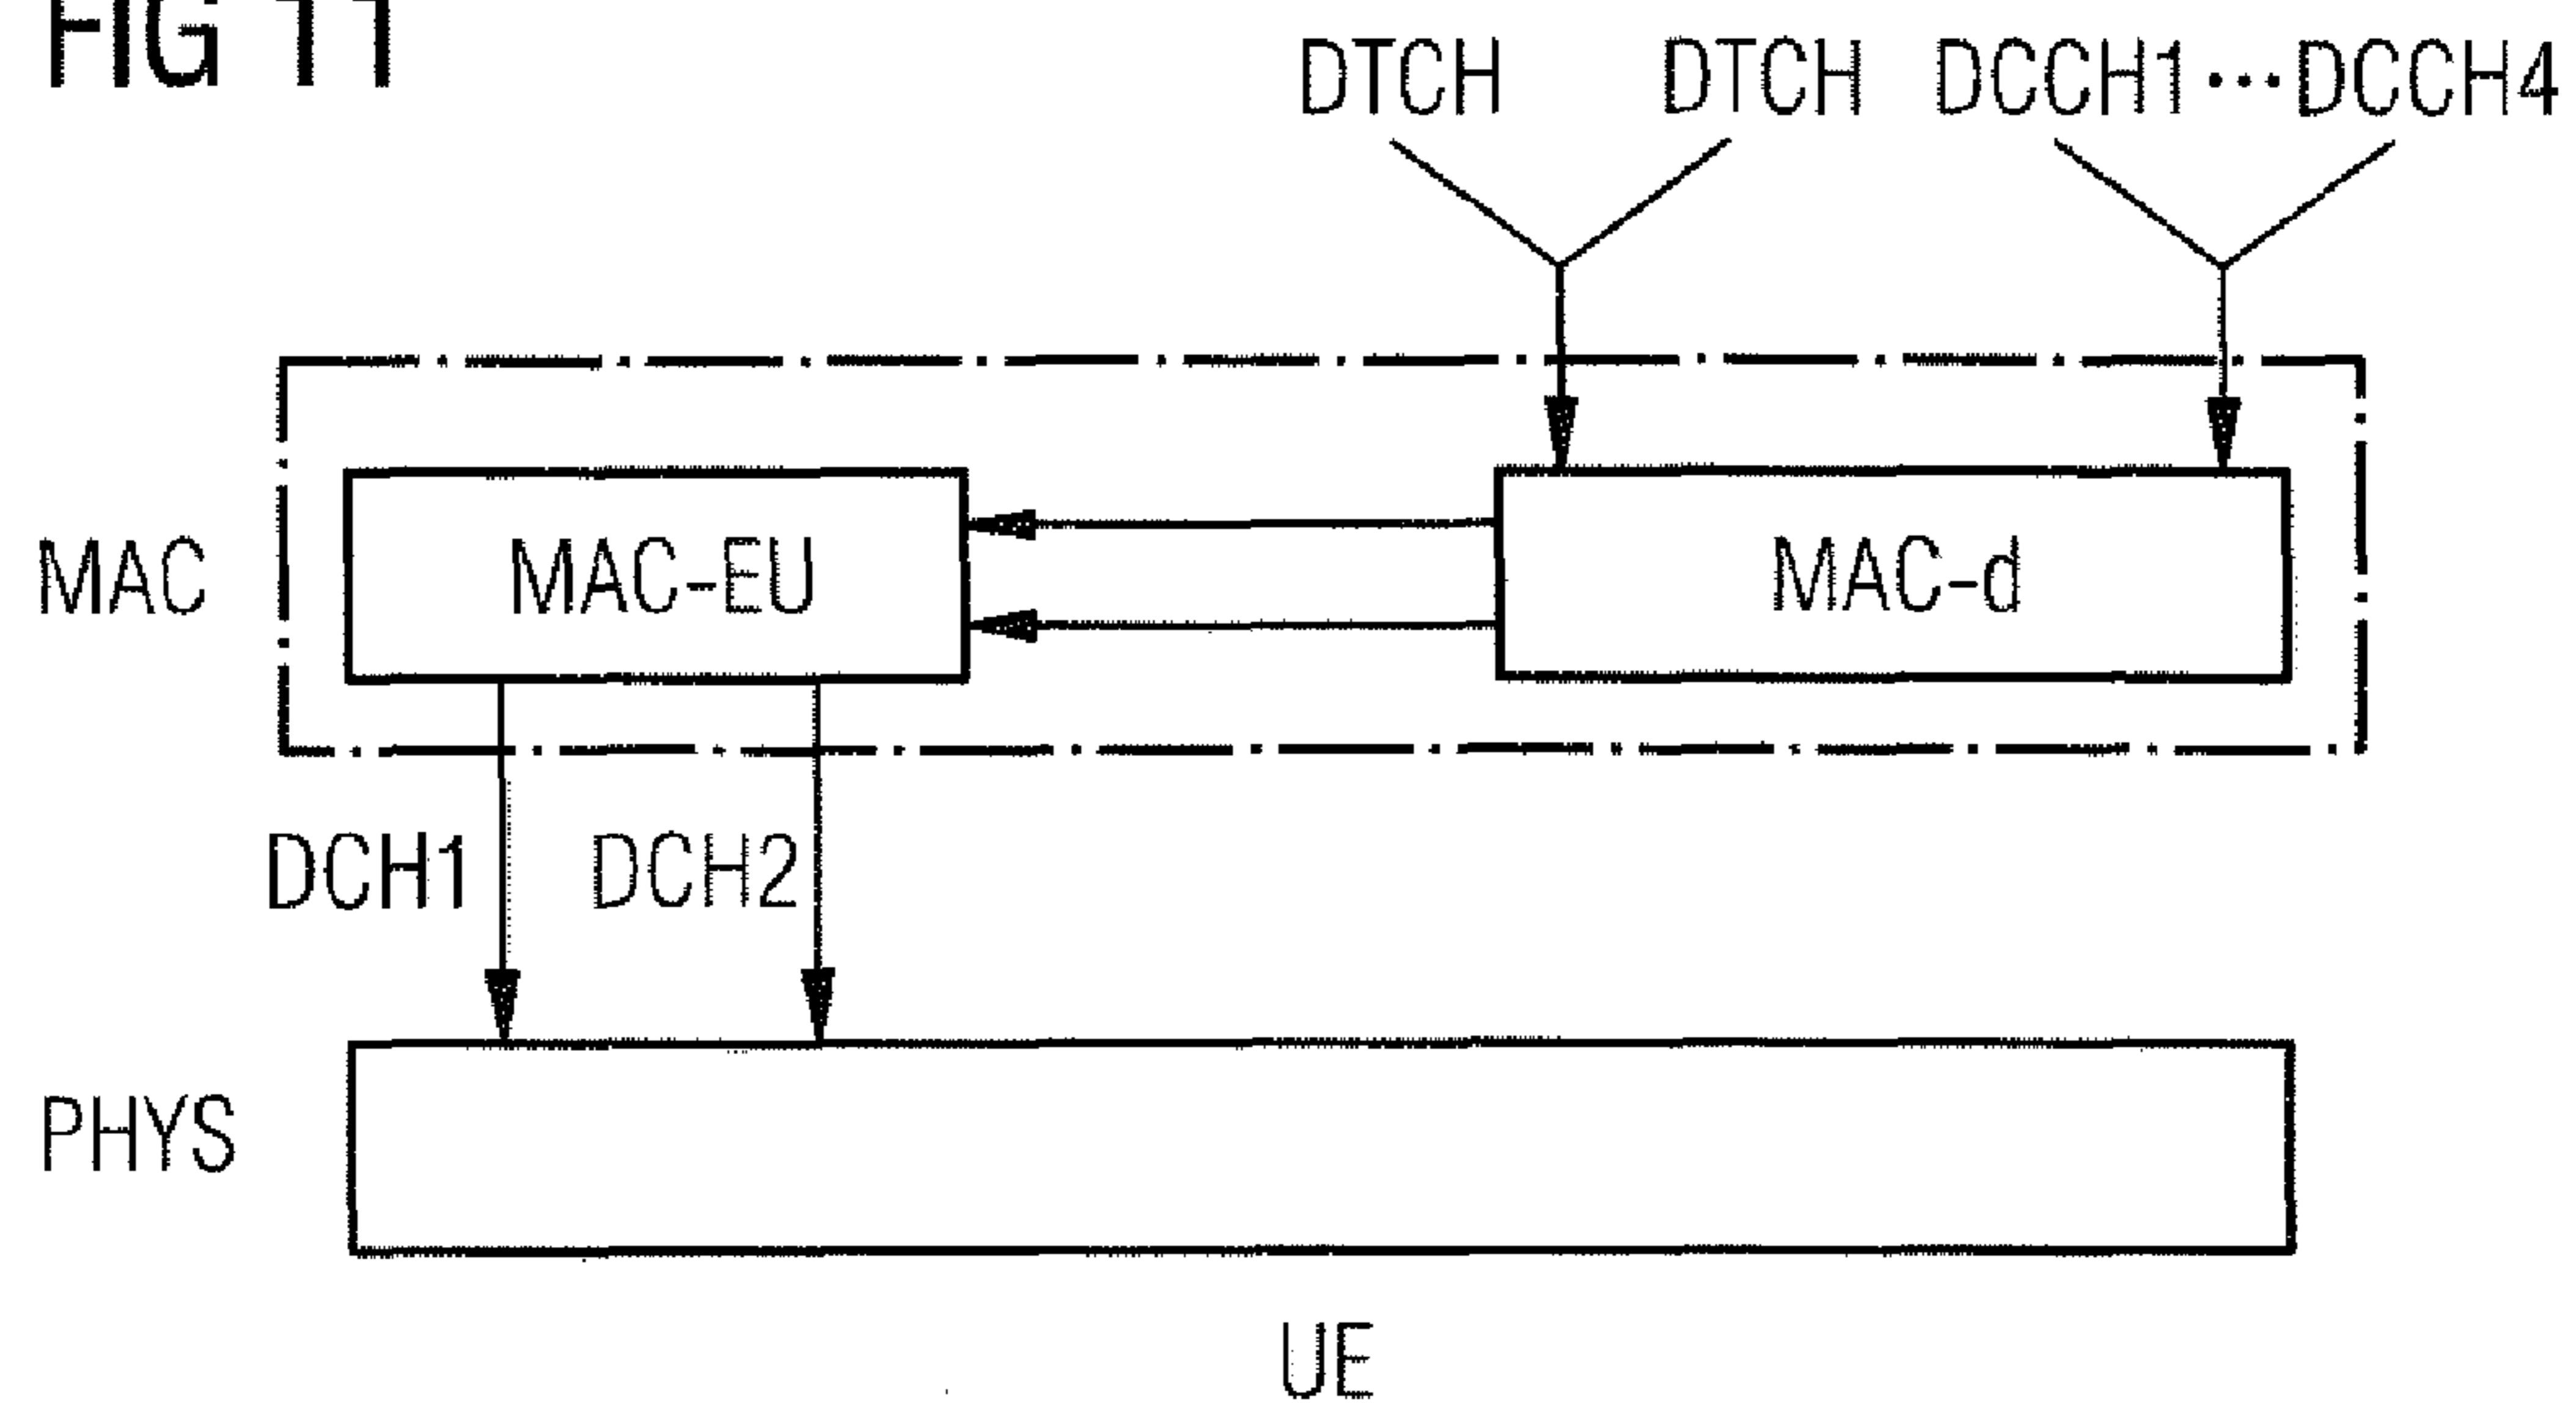 FIG 11
DTCH DTCH DCCH1...DCCH4
MAC MAC-EU MAC-d
DCH1 DCH2
PHYS
UE